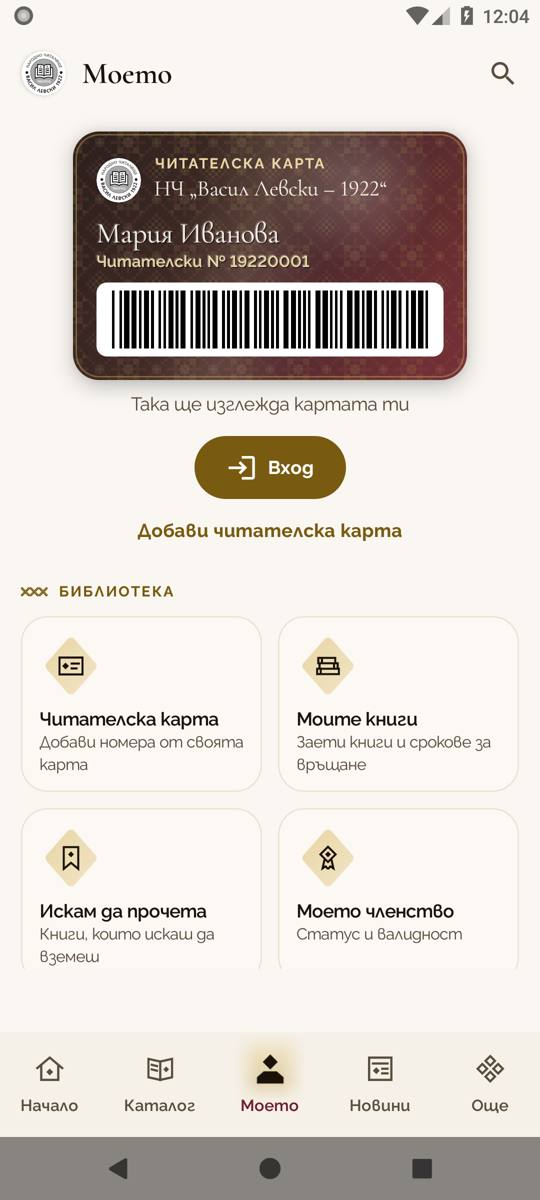 12:04
Моето
ЧИТАТЕЛСКА КАРТА
НЧ „Васил Левски – 1922“
Мария Иванова
Читателски № 19220001
Така ще изглежда картата ти
Вход
Добави читателска карта
БИБЛИОТЕКА
Читателска карта
Добави номера от своята
карта
Моите книги
Заети книги и срокове за
връщане
Искам да прочета
Книги, които искаш да
вземеш
Моето членство
Статус и валидност
Начало
Каталог
Моето
Новини
Още